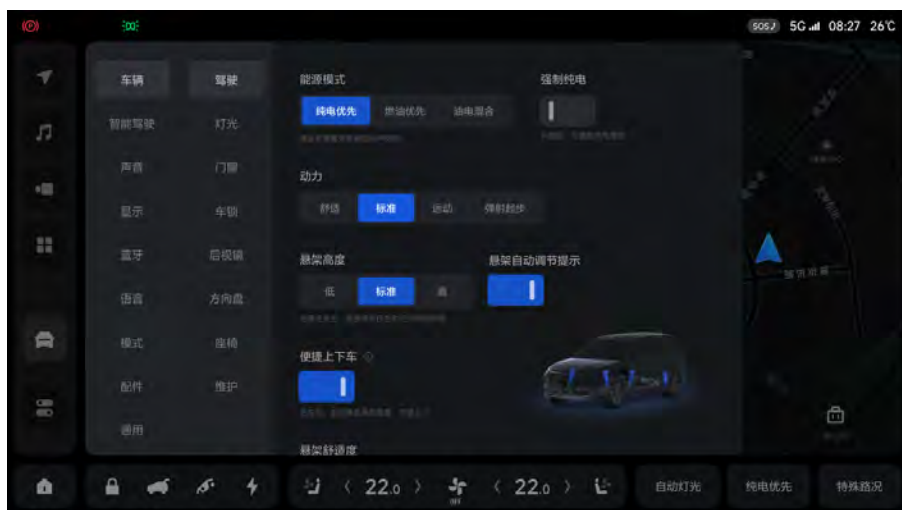 SOS 5G 08:27 26℃
车辆 驾驶
智能驾驶 灯光
声音 门窗
显示 车锁
蓝牙 后视镜
语言 方向盘
模式 座椅
配件 维护
通用
能源模式 强制纯电
纯电优先 燃油优先 油电混合
动力
舒适 标准 运动 弹射起步
悬架高度 悬架自动调节提示
低 标准 高
便捷上下车
悬架舒适度
22.0 OFF 22.0 自动灯光 纯电优先 特殊路况